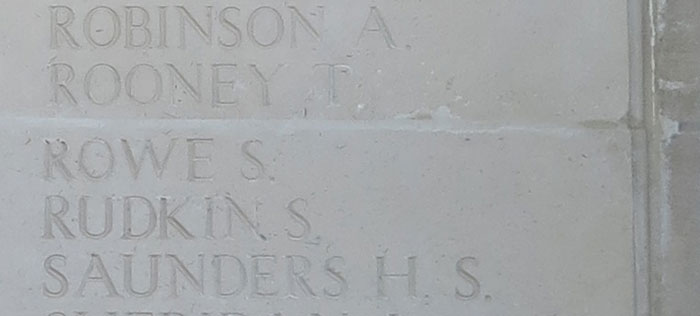 ROBINSON A.
ROONEY T.
ROWE S.
RUDKIN S.
SAUNDERS H. S.